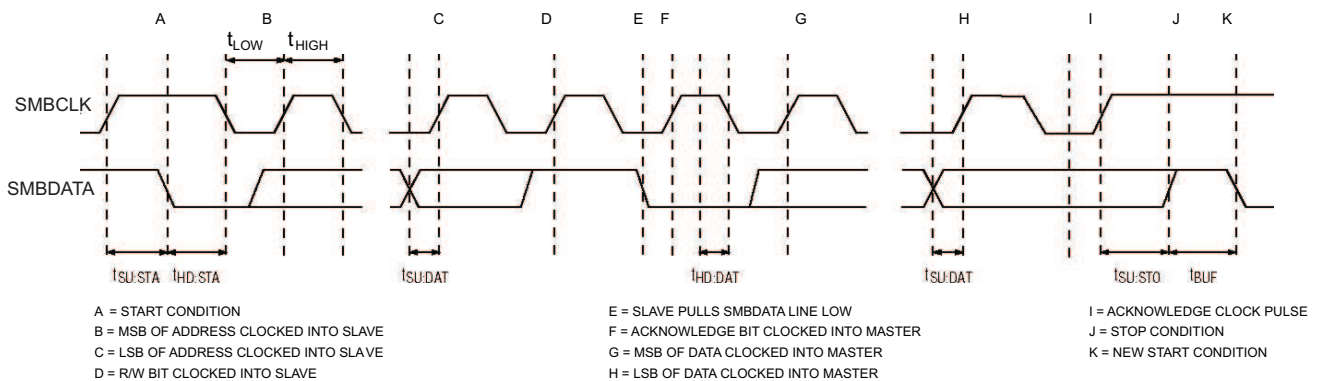 A B C D E F G H I J K
tLOW tHIGH
SMBCLK
SMBDATA
tSU:STA tHD:STA tSU:DAT tHD:DAT tSU:DAT tSU:STO tBUF
A = START CONDITION
B = MSB OF ADDRESS CLOCKED INTO SLAVE
C = LSB OF ADDRESS CLOCKED INTO SLAVE
D = R/W BIT CLOCKED INTO SLAVE
E = SLAVE PULLS SMBDATA LINE LOW
F = ACKNOWLEDGE BIT CLOCKED INTO MASTER
G = MSB OF DATA CLOCKED INTO MASTER
H = LSB OF DATA CLOCKED INTO MASTER
I = ACKNOWLEDGE CLOCK PULSE
J = STOP CONDITION
K = NEW START CONDITION